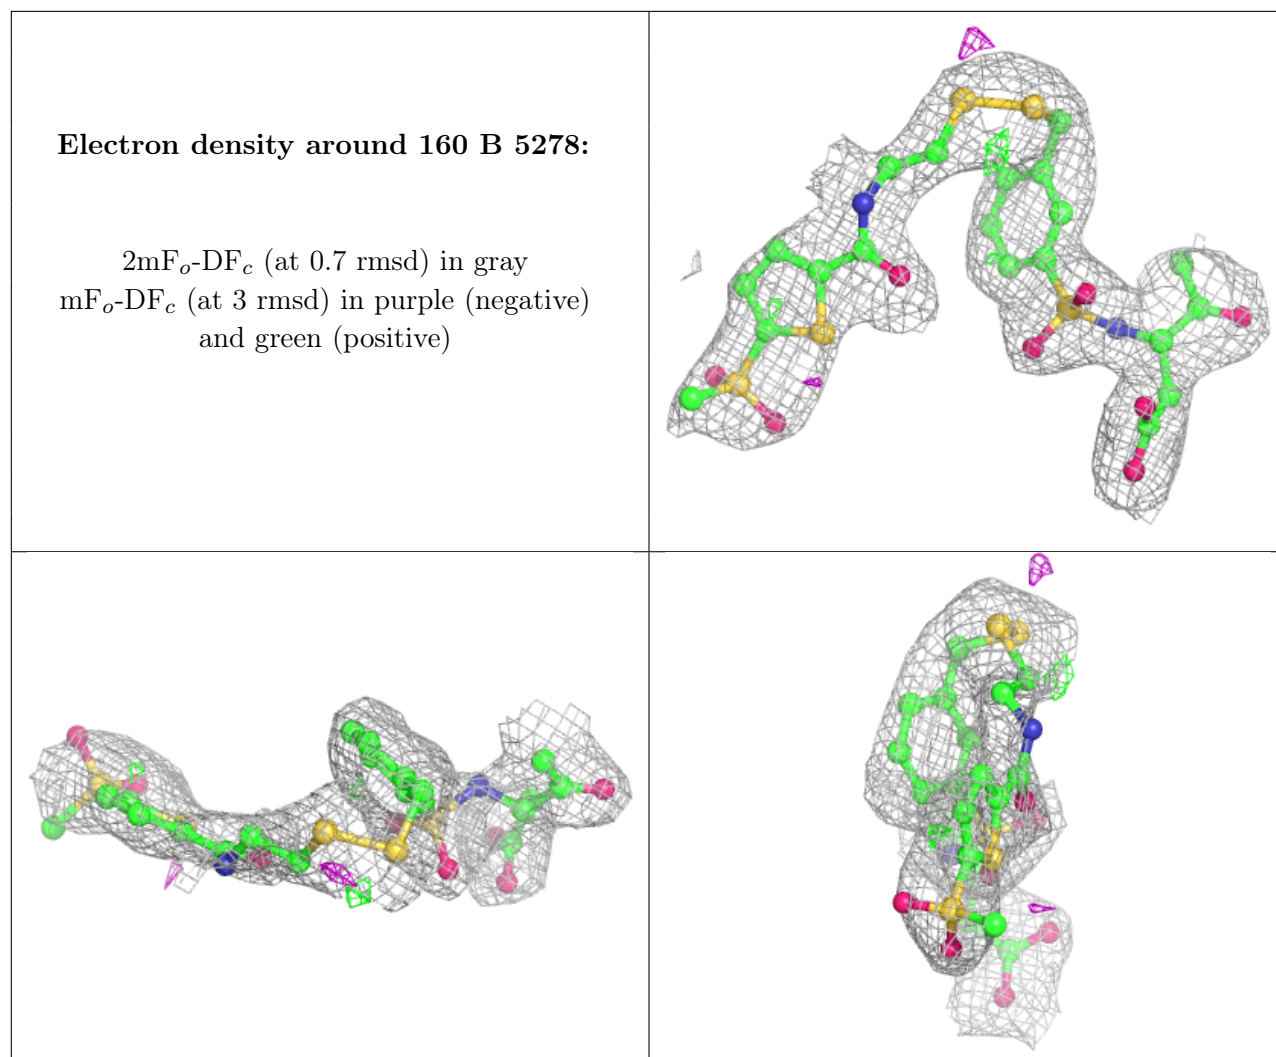 Electron density around 160 B 5278:
2mFo-DFc (at 0.7 rmsd) in gray
mFo-DFc (at 3 rmsd) in purple (negative)
and green (positive)